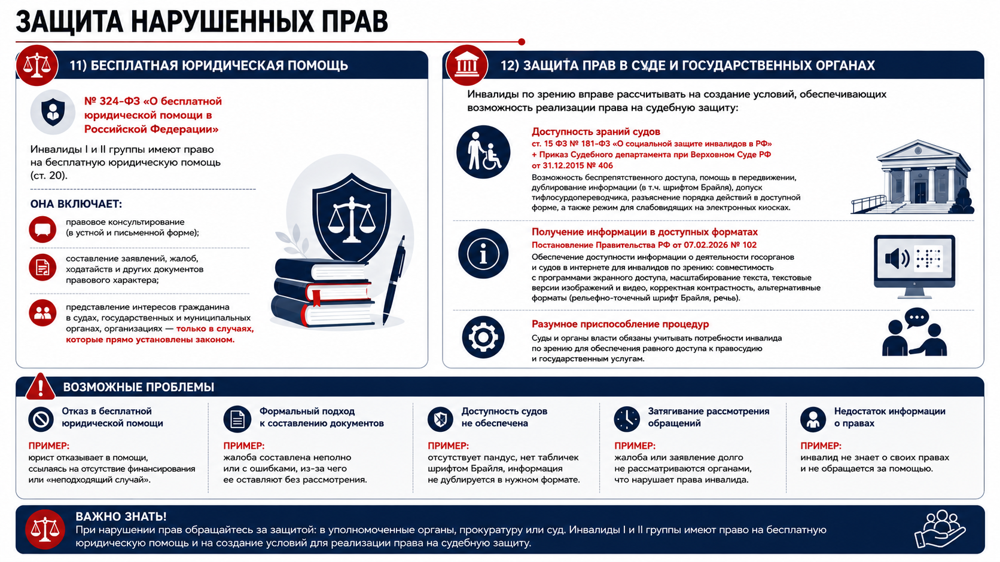 ЗАЩИТА НАРУШЕННЫХ ПРАВ
11) БЕСПЛАТНАЯ ЮРИДИЧЕСКАЯ ПОМОЩЬ
№ 324-ФЗ «О бесплатной
юридической помощи в
Российской Федерации»
Инвалиды I и II группы имеют право
на бесплатную юридическую помощь
(ст. 20).
ОНА ВКЛЮЧАЕТ:
правовое консультирование
(в устной и письменной форме);
составление заявлений, жалоб,
ходатайств и других документов
правового характера;
представление интересов гражданина
в судах, государственных и муниципальных
органах, организациях — только в случаях,
которые прямо установлены законом.
12) ЗАЩИТА ПРАВ В СУДЕ И ГОСУДАРСТВЕННЫХ ОРГАНАХ
Инвалиды по зрению вправе рассчитывать на создание условий, обеспечивающих
возможность реализации права на судебную защиту:
Доступность зраний судов
ст. 15 ФЗ № 181-ФЗ «О социальной защите инвалидов в РФ»
+ Приказ Судебного департамента при Верховном Суде РФ
от 31.12.2015 № 406
Возможность беспрепятственного доступа, помощь в передвижении,
дублирование информации (в т.ч. шрифтом Брайля), допуск
тифлосурдопереводчика, разъяснение порядка действий в доступной
форме, а также режим для слабовидящих на электронных киосках.
Получение информации в доступных форматах
Постановление Правительства РФ от 07.02.2026 № 102
Обеспечение доступности информации о деятельности госорганов
и судов в интернете для инвалидов по зрению: совместимость
с программами экранного доступа, масштабирование текста, текстовые
версии изображений и видео, корректная контрастность, альтернативные
форматы (рельефно-точечный шрифт Брайля, речьв).
Разумное приспособление процедур
Суды и органы власти обязаны учитывать потребности инвалида
по зрению для обеспечения равного доступа к правосудию
и государственным услугам.
ВОЗМОЖНЫЕ ПРОБЛЕМЫ
Отказ в бесплатной
юридической помощи
ПРИМЕР:
юрист отказывает в помощи,
ссылаясь на отсутствие финансирования
или «неподходящий случай».
Формальный подход
к составлению документов
ПРИМЕР:
жалоба составлена неполно
или с ошибками, из-за чего
ее оставляют без рассмотрения.
Доступность судов
не обеспечена
ПРИМЕР:
отсутствует пандус, нет табличек
шрифтом Брайля, информация
не дублируется в нужном формате.
Затягивание рассмотрения
обращений
ПРИМЕР:
жалоба или заявление долго
не рассматриваются органами,
что нарушает права инвалида.
Недостаток информации
о правах
ПРИМЕР:
инвалид не знает о своих правах
и не обращается за помощью.
ВАЖНО ЗНАТЬ!
При нарушении прав обращайтесь за защитой: в уполномоченные органы, прокуратуру или суд. Инвалиды I и II группы имеют право на бесплатную
юридическую помощь и на создание условий для реализации права на судебную защиту.